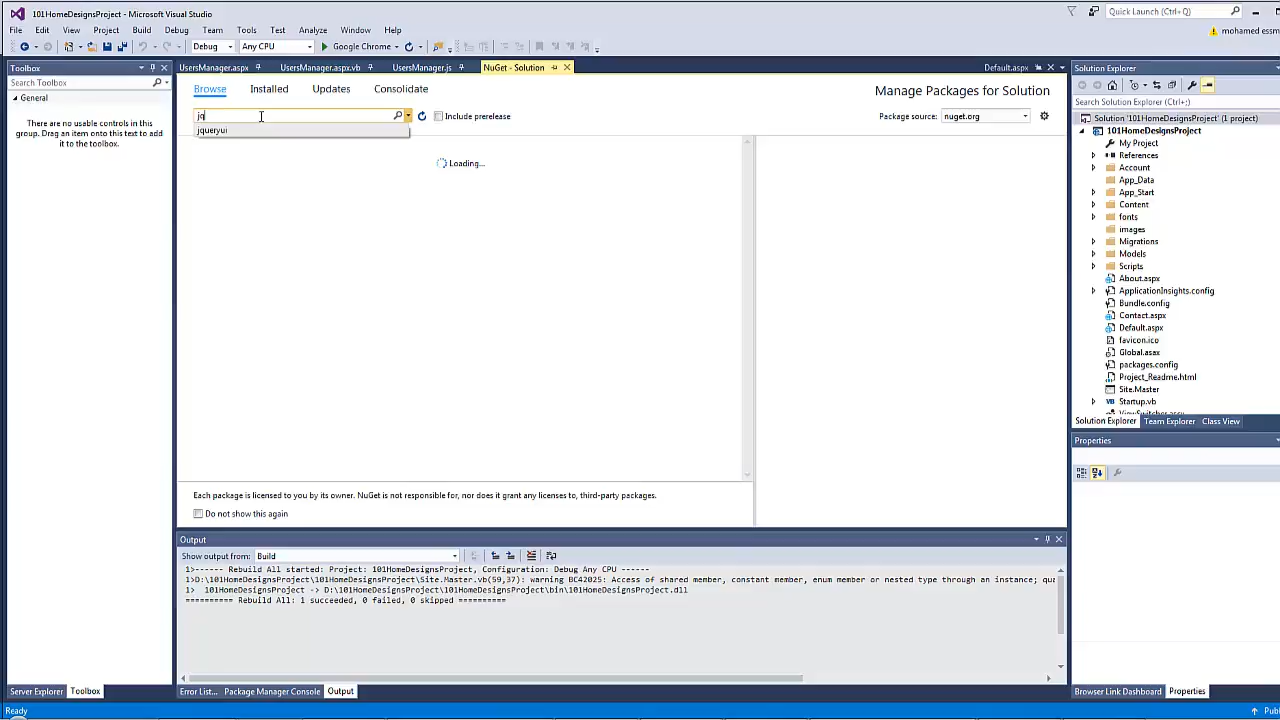 101HomeDesignsProject - Microsoft Visual Studio
Quick Launch (Ctrl+Q)
File Edit View Project Build Debug Team Tools Test Analyze Window Help
mohamed essm
Debug Any CPU Google Chrome
Toolbox
UsersManager.aspx UsersManager.aspx.vb UsersManager.js NuGet - Solution Default.aspx
Solution Explorer
Search Toolbox
General
There are no usable controls in this
group. Drag an item onto this text to add
it to the toolbox.
Browse Installed Updates Consolidate
Manage Packages for Solution
jq
Include prerelease
Package source: nuget.org
jqueryui
Loading...
Each package is licensed to you by its owner. NuGet is not responsible for, nor does it grant any licenses to, third-party packages.
Do not show this again
Search Solution Explorer (Ctrl+;)
Solution '101HomeDesignsProject' (1 project)
101HomeDesignsProject
My Project
References
Account
App_Data
App_Start
Content
fonts
images
Migrations
Models
Scripts
About.aspx
ApplicationInsights.config
Bundle.config
Contact.aspx
Default.aspx
favicon.ico
Global.asax
packages.config
Project_Readme.html
Site.Master
Startup.vb
Solution Explorer Team Explorer Class View
Properties
Output
Show output from: Build
1>------ Rebuild All started: Project: 101HomeDesignsProject, Configuration: Debug Any CPU ------
1>D:\101HomeDesignsProject\101HomeDesignsProject\Site.Master.vb(59,37): warning BC42025: Access of shared member, constant member, enum member or nested type through an instance; qua
1> 101HomeDesignsProject -> D:\101HomeDesignsProject\101HomeDesignsProject\bin\101HomeDesignsProject.dll
========== Rebuild All: 1 succeeded, 0 failed, 0 skipped ==========
Server Explorer Toolbox
Error List... Package Manager Console Output
Browser Link Dashboard Properties
Ready
Publ